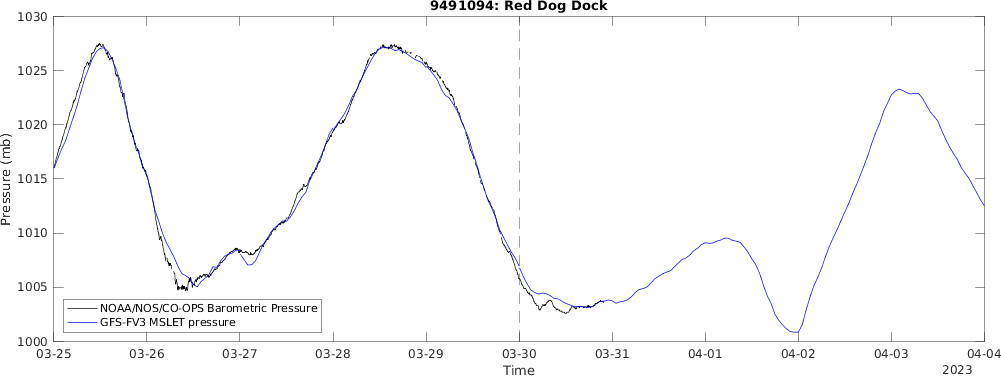 9491094: Red Dog Dock
1030
1025
1020
1015
1010
1005
1000
Pressure (mb)
NOAA/NOS/CO-OPS Barometric Pressure
GFS-FV3 MSLET pressure
03-25 03-26 03-27 03-28 03-29 03-30 03-31 04-01 04-02 04-03 04-04
Time
2023